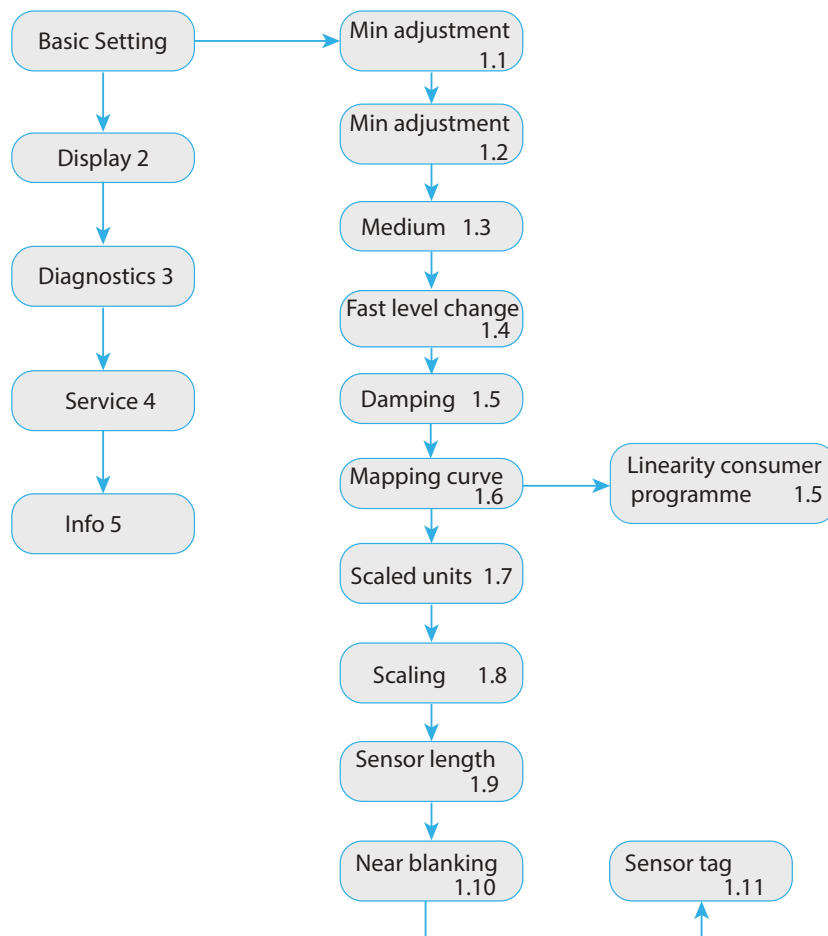 Basic Setting
Min adjustment
1.1
Min adjustment
1.2
Display 2
Medium 1.3
Diagnostics 3
Fast level change
1.4
Service 4
Damping 1.5
Mapping curve
1.6
Linearity consumer
programme 1.5
Info 5
Scaled units 1.7
Scaling 1.8
Sensor length
1.9
Near blanking
1.10
Sensor tag
1.11